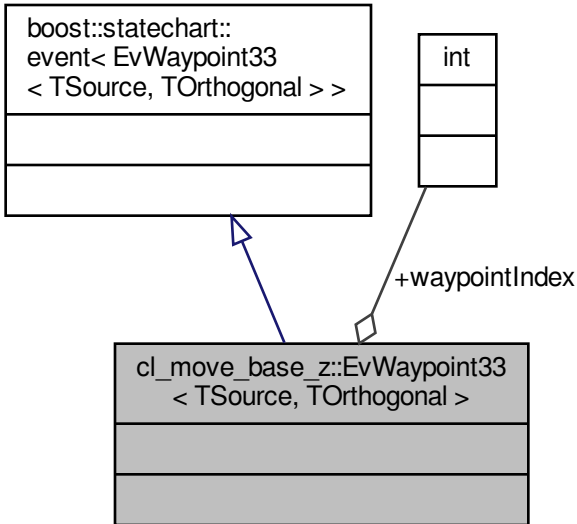 boost::statechart::
event< EvWaypoint33
< TSource, TOrthogonal > >
int
+waypointIndex
cl_move_base_z::EvWaypoint33
< TSource, TOrthogonal >